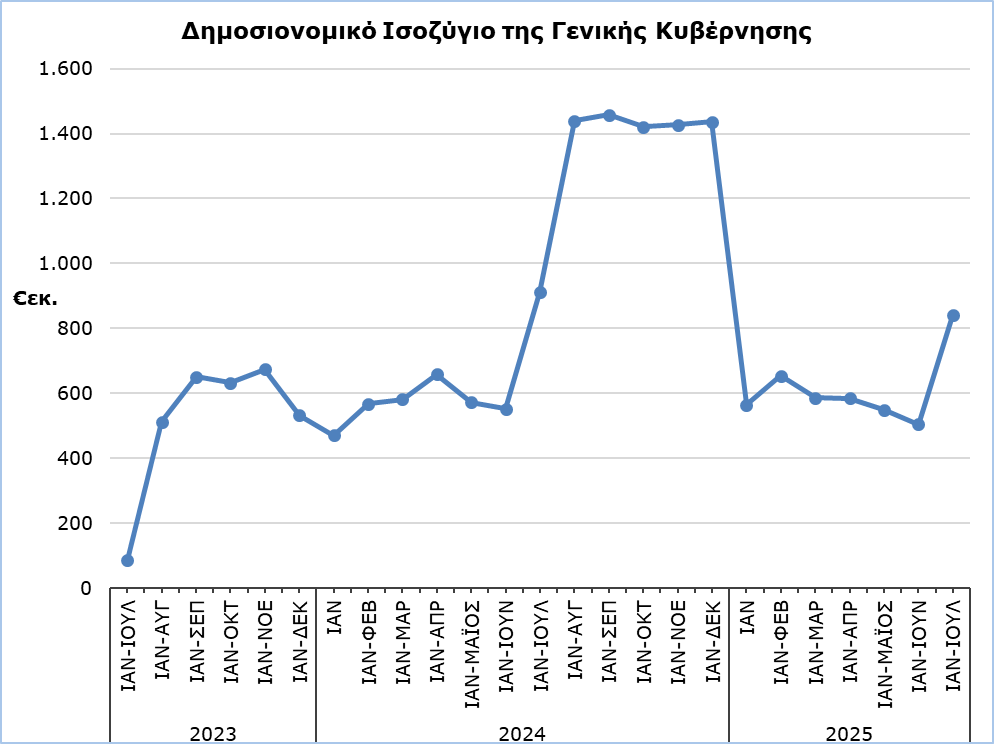 Δημοσιονομικό Ισοζύγιο της Γενικής Κυβέρνησης
1.600
1.400
1.200
1.000
€εκ.
800
600
400
200
0
ΙΑΝ-ΙΟΥΛ
ΙΑΝ-ΑΥΓ
ΙΑΝ-ΣΕΠ
ΙΑΝ-ΟΚΤ
ΙΑΝ-ΝΟΕ
ΙΑΝ-ΔΕΚ
ΙΑΝ
ΙΑΝ-ΦΕΒ
ΙΑΝ-ΜΑΡ
ΙΑΝ-ΑΠΡ
ΙΑΝ-ΜΑΪΟΣ
ΙΑΝ-ΙΟΥΝ
ΙΑΝ-ΙΟΥΛ
ΙΑΝ-ΑΥΓ
ΙΑΝ-ΣΕΠ
ΙΑΝ-ΟΚΤ
ΙΑΝ-ΝΟΕ
ΙΑΝ-ΔΕΚ
ΙΑΝ
ΙΑΝ-ΦΕΒ
ΙΑΝ-ΜΑΡ
ΙΑΝ-ΑΠΡ
ΙΑΝ-ΜΑΪΟΣ
ΙΑΝ-ΙΟΥΝ
ΙΑΝ-ΙΟΥΛ
2023
2024
2025